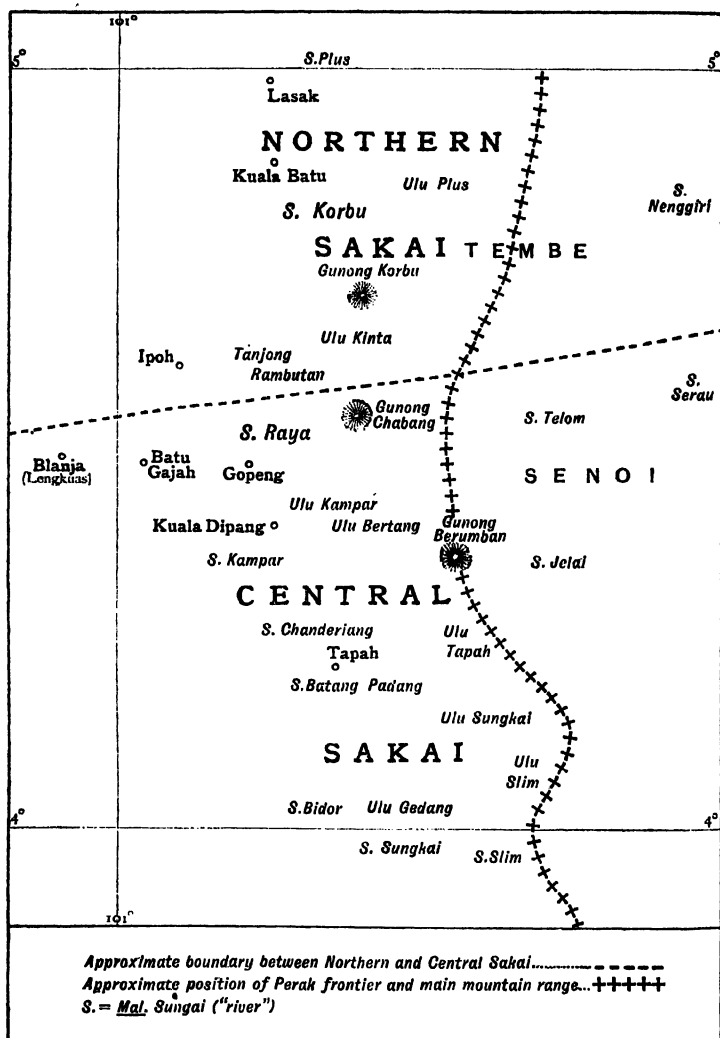 101°
5°
5°
S. Plus
Lasak
NORTHERN
Kuala Batu
Ulu Plus
S.
Nenggiri
S. Korbu
SAKAI
TEMBE
Gunong Korbu
Ulu Kinta
Ipoh
Tanjong
Rambutan
S.
Serau
Gunong
Chabang
S. Telom
S. Raya
Blanja
(Lengkuas)
Batu
Gajah
Gopeng
SENOI
Ulu Kampar
Kuala Dipang
Ulu Bertang
Gunong
Berumban
S. Kampar
S. Jelai
CENTRAL
S. Chanderiang
Ulu
Tapah
Tapah
S. Batang Padang
Ulu Sungkai
SAKAI
Ulu
Slim
S. Bidor
Ulu Gedang
4°
4°
S. Sungkai
S. Slim
101°
Approximate boundary between Northern and Central Sakai
Approximate position of Perak frontier and main mountain range
S. = Mal. Sungai ("river")